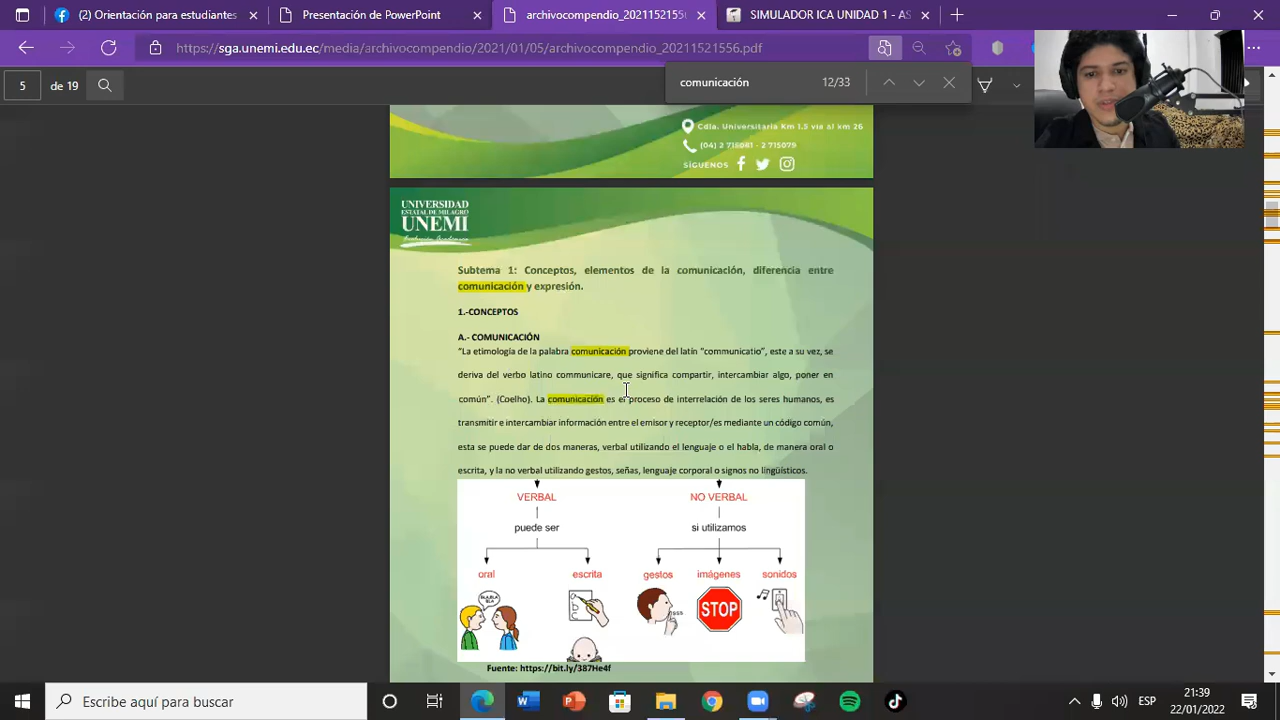 (2) Orientación para estudiantes
Presentación 1.pdf
archivocompendio_2021155
SIMULADOR ICA UNIDAD 1 - AS
https://sga.unemi.edu.ec/media/archivocompendio/2021/01/05/archivocompendio_20211521556.pdf
5 de 19
comunicación 12/33
Cdla. Universitaria Km 1.5 vía al km 26
(04) 2 715081 - 2 715079
SÍGUENOS
UNIVERSIDAD
ESTATAL DE MILAGRO
UNEMI
Subtema 1: Conceptos, elementos de la comunicación, diferencia entre
comunicación y expresión.
1.-CONCEPTOS
A.- COMUNICACIÓN
“La etimología de la palabra comunicación proviene del latín “communicatio”, este a su vez, se
deriva del verbo latino communicare, que significa compartir, intercambiar algo, poner en
común”. (Coelho). La comunicación es el proceso de interrelación de los seres humanos, es
transmitir e intercambiar información entre el emisor y receptor/es mediante un código común,
esta se puede dar de dos maneras, verbal utilizando el lenguaje o el habla, de manera oral o
escrita, y la no verbal utilizando gestos, señas, lenguaje corporal o signos no lingüísticos.
VERBAL
NO VERBAL
puede ser
si utilizamos
oral
escrita
gestos
imágenes
sonidos
STOP
Fuente: https://bit.ly/387He4f
Escribe aquí para buscar
ESP
21:39
22/01/2022